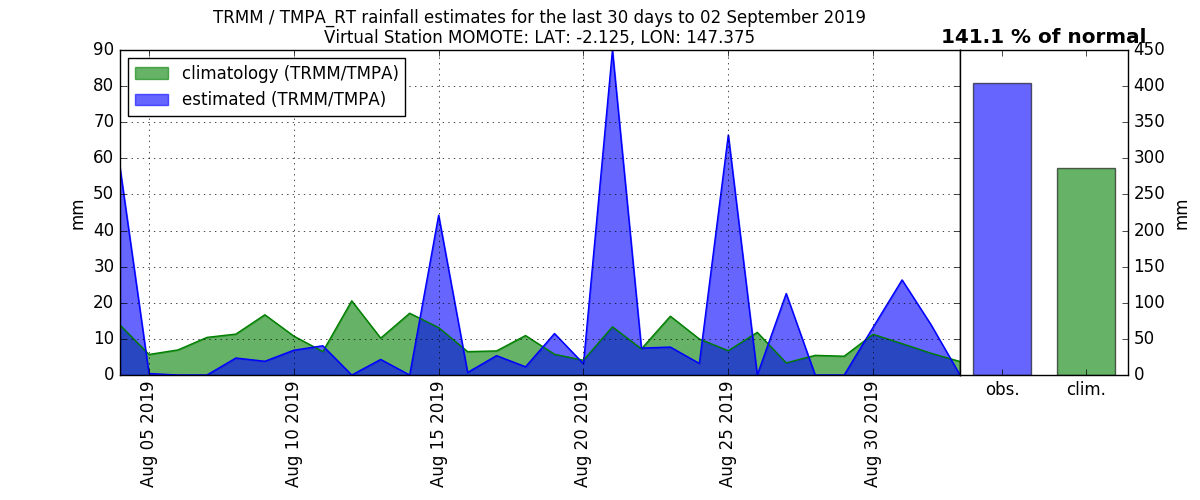 TRMM / TMPA_RT rainfall estimates for the last 30 days to 02 September 2019
Virtual Station MOMOTE: LAT: -2.125, LON: 147.375
141.1 % of normal
climatology (TRMM/TMPA)
estimated (TRMM/TMPA)
90
80
70
60
50
40
30
20
10
0
mm
Aug 05 2019
Aug 10 2019
Aug 15 2019
Aug 20 2019
Aug 25 2019
Aug 30 2019
obs.
clim.
450
400
350
300
250
200
150
100
50
0
mm